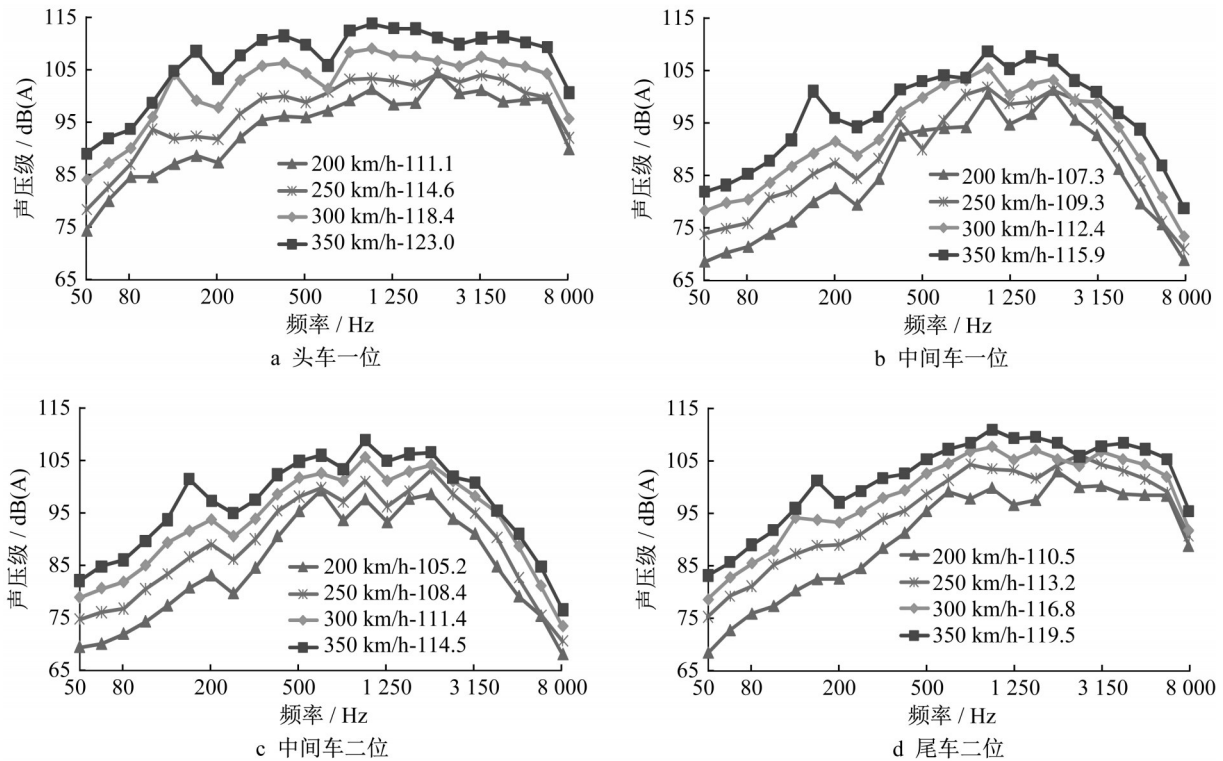 115
105
95
85
75
65
声压级 / dB(A)
200 km/h-111.1
250 km/h-114.6
300 km/h-118.4
350 km/h-123.0
50 80 200 500 1 250 3 150 8 000
频率 / Hz
a 头车一位
115
105
95
85
75
65
声压级 / dB(A)
200 km/h-107.3
250 km/h-109.3
300 km/h-112.4
350 km/h-115.9
50 80 200 500 1 250 3 150 8 000
频率 / Hz
b 中间车一位
115
105
95
85
75
65
声压级 / dB(A)
200 km/h-105.2
250 km/h-108.4
300 km/h-111.4
350 km/h-114.5
50 80 200 500 1 250 3 150 8 000
频率 / Hz
c 中间车二位
115
105
95
85
75
65
声压级 / dB(A)
200 km/h-110.5
250 km/h-113.2
300 km/h-116.8
350 km/h-119.5
50 80 200 500 1 250 3 150 8 000
频率 / Hz
d 尾车二位